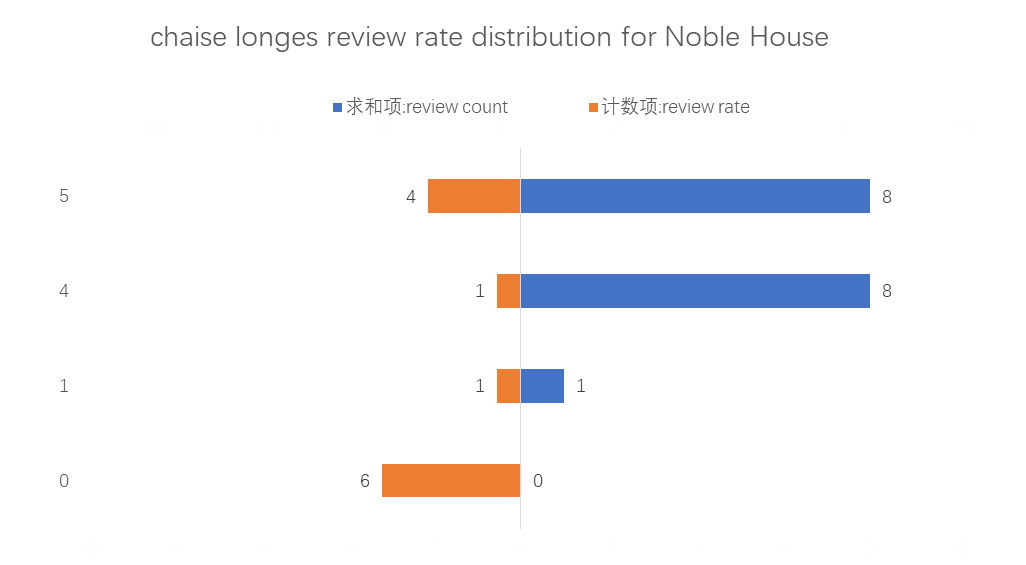 chaise longes review rate distribution for Noble House
求和项:review count 计数项:review rate
5 4 8
4 1 8
1 1 1
0 6 0